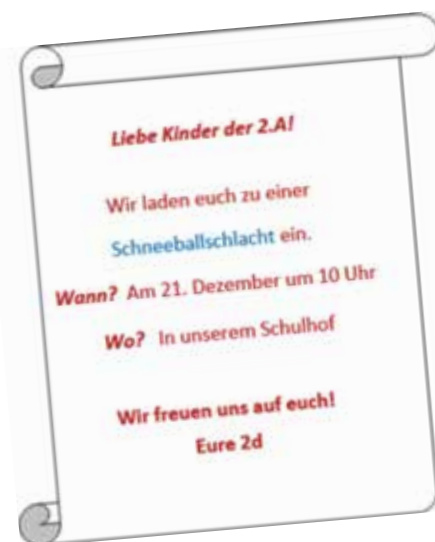 Liebe Kinder der 2.A!
Wir laden euch zu einer
Schneeballschlacht ein.
Wann? Am 21. Dezember um 10 Uhr
Wo? In unserem Schulhof
Wir freuen uns auf euch!
Eure 2d